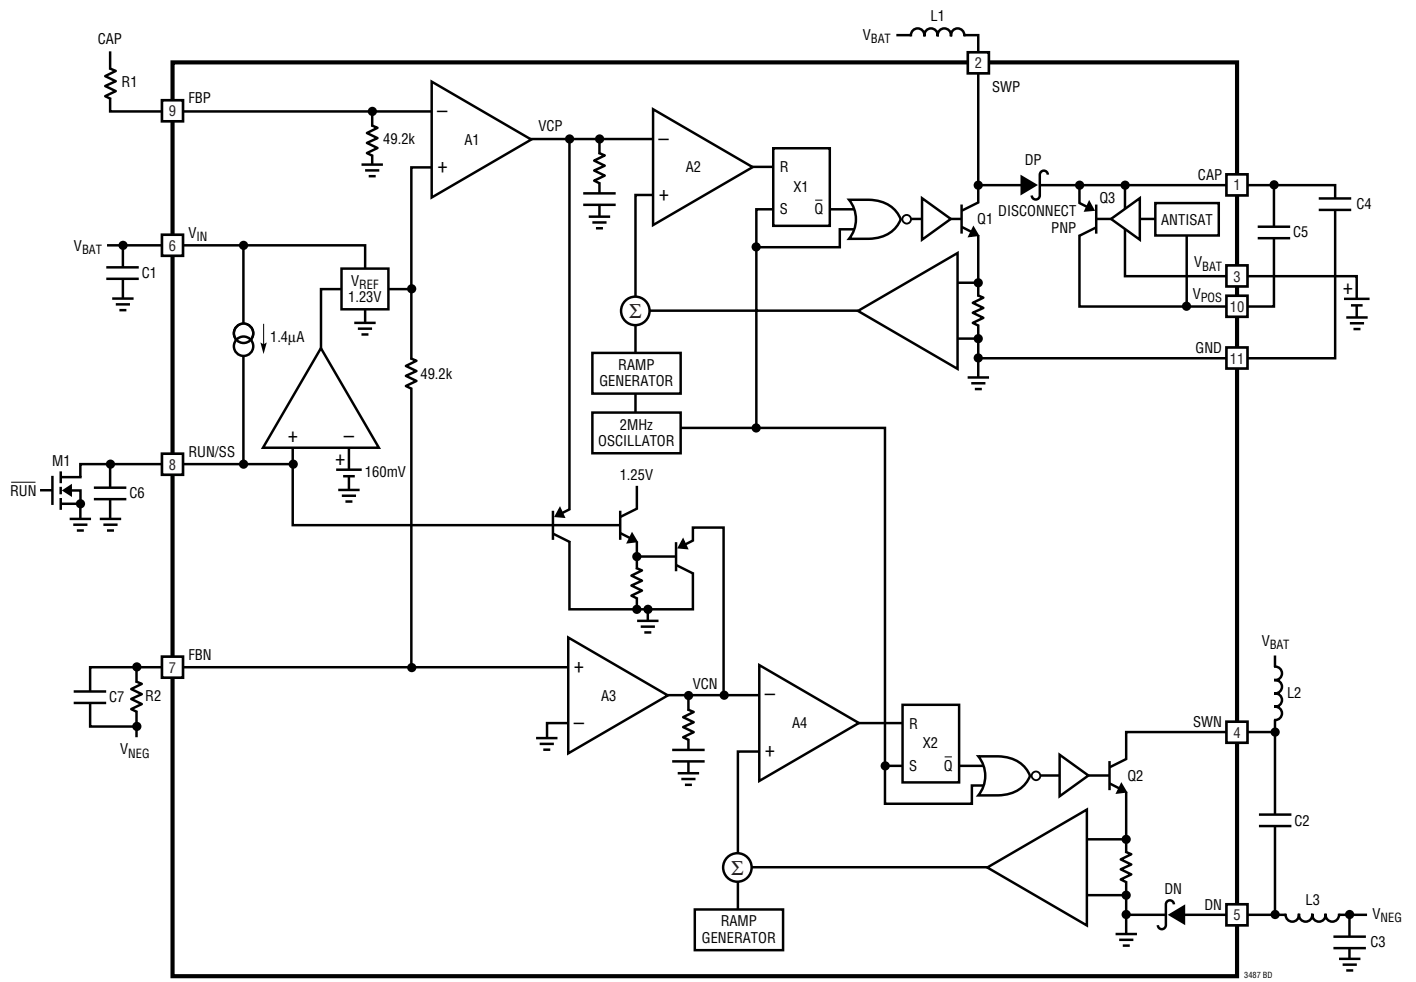 L1
VBAT
2
SWP
CAP
R1
9
FBP
49.2k
−
A1
+
VCP
−
A2
+
R
X1
S
Q̅
Q1
DP
DISCONNECT
PNP
Q3
ANTISAT
CAP
1
C4
C5
VBAT
3
+
VPOS
10
GND
11
VBAT
6
VIN
C1
VREF
1.23V
1.4µA
49.2k
Σ
RAMP
GENERATOR
2MHz
OSCILLATOR
+
−
+
160mV
M1
R̅U̅N̅
C6
8
RUN/SS
1.25V
7
FBN
C7
R2
VNEG
+
A3
−
VCN
−
A4
+
R
X2
S
Q̅
Q2
Σ
RAMP
GENERATOR
VBAT
L2
SWN
4
C2
DN
DN
5
L3
VNEG
C3
3487 BD